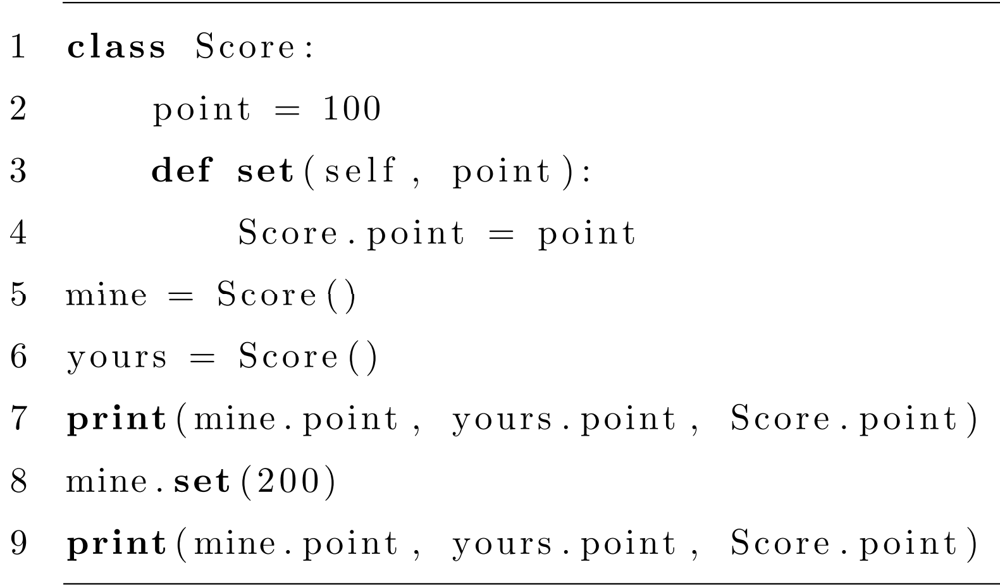 1 class Score:
2     point = 100
3     def set(self, point):
4         Score.point = point
5 mine = Score()
6 yours = Score()
7 print(mine.point, yours.point, Score.point)
8 mine.set(200)
9 print(mine.point, yours.point, Score.point)